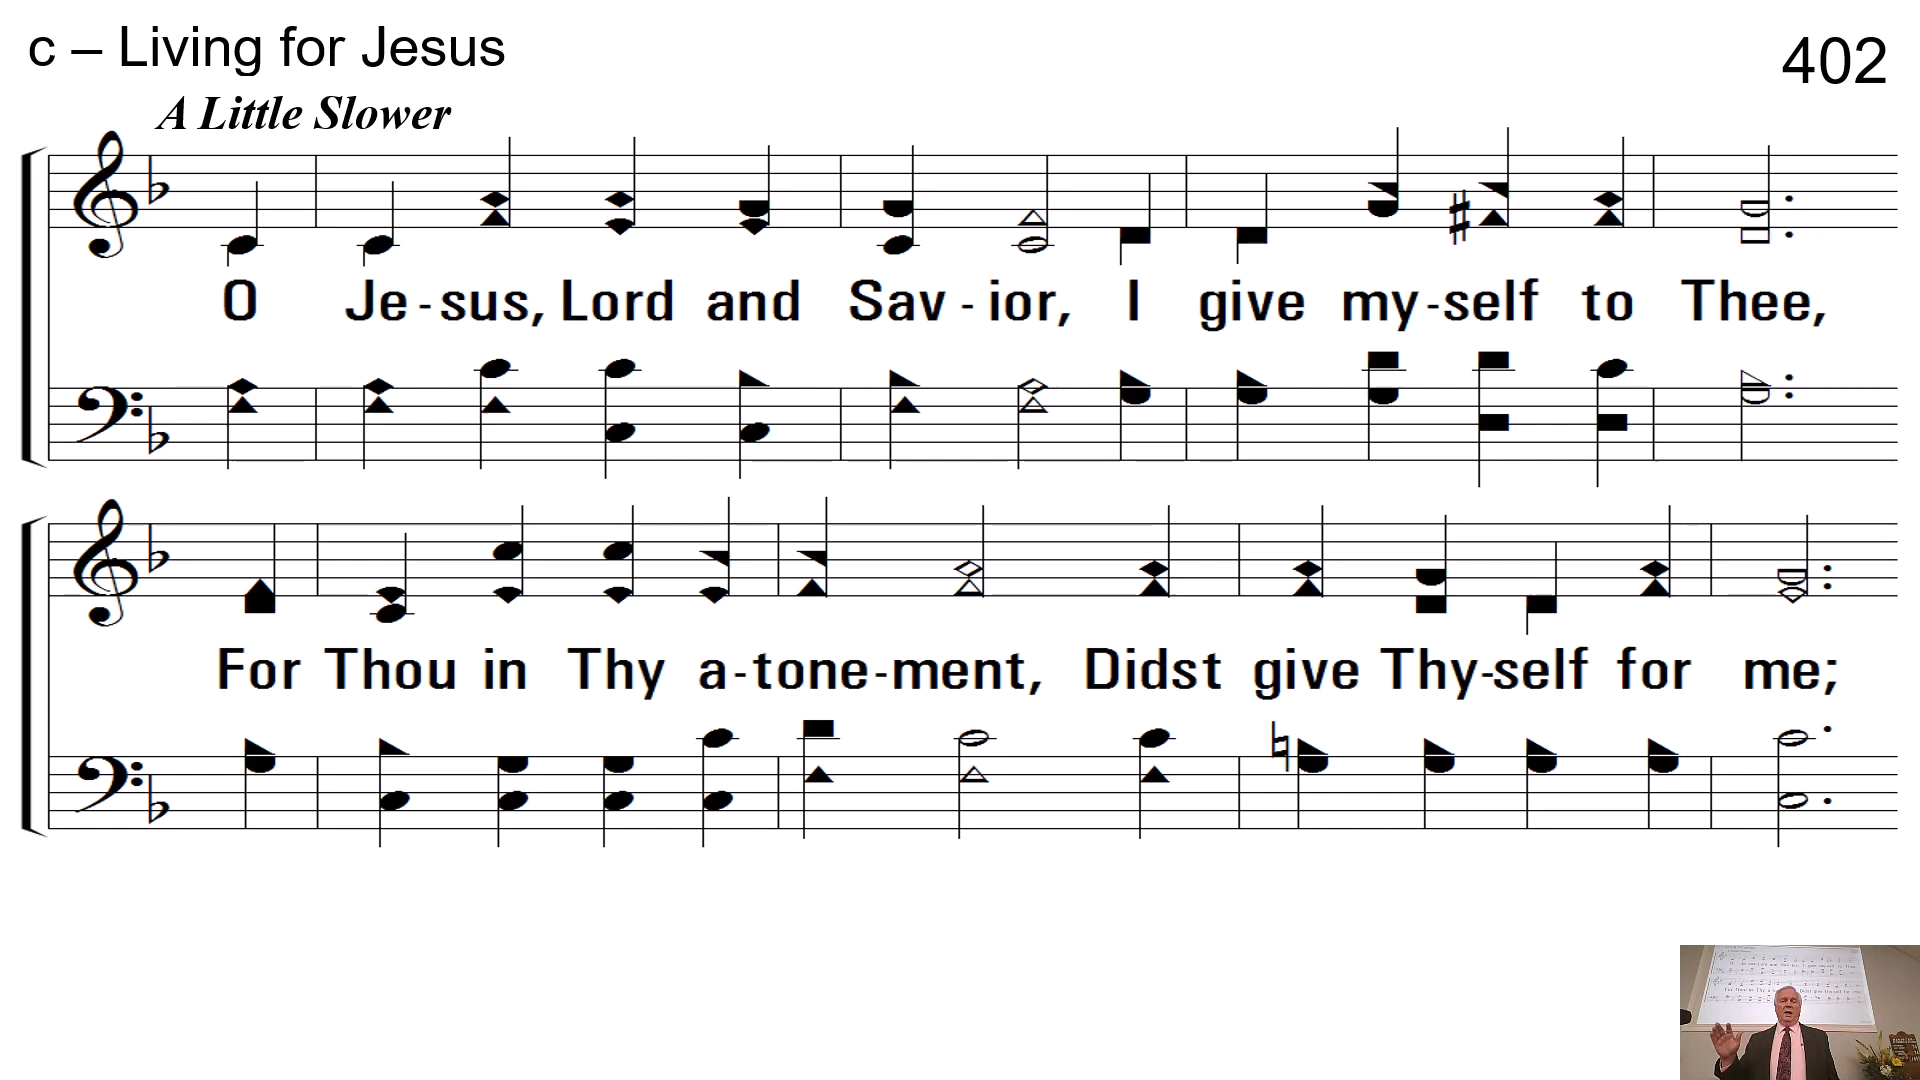 c – Living for Jesus
402
A Little Slower
O Je-sus, Lord and Sav-ior, I give my-self to Thee,
For Thou in Thy a-tone-ment, Didst give Thy-self for me;